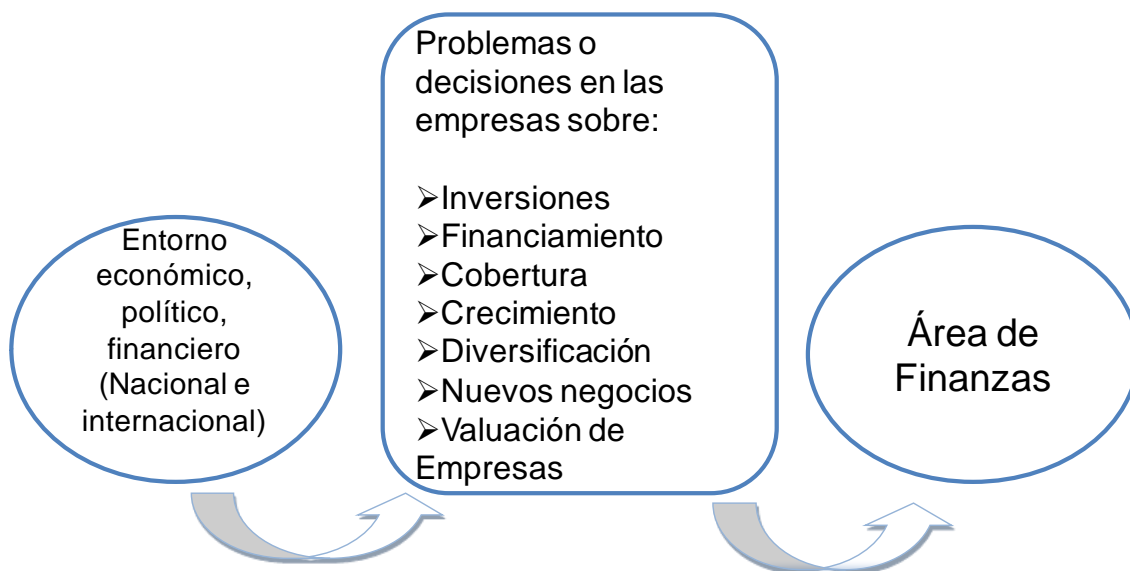 Entorno
económico,
político,
financiero
(Nacional e
internacional)
Problemas o
decisiones en las
empresas sobre:
➢Inversiones
➢Financiamiento
➢Cobertura
➢Crecimiento
➢Diversificación
➢Nuevos negocios
➢Valuación de
Empresas
Área de
Finanzas